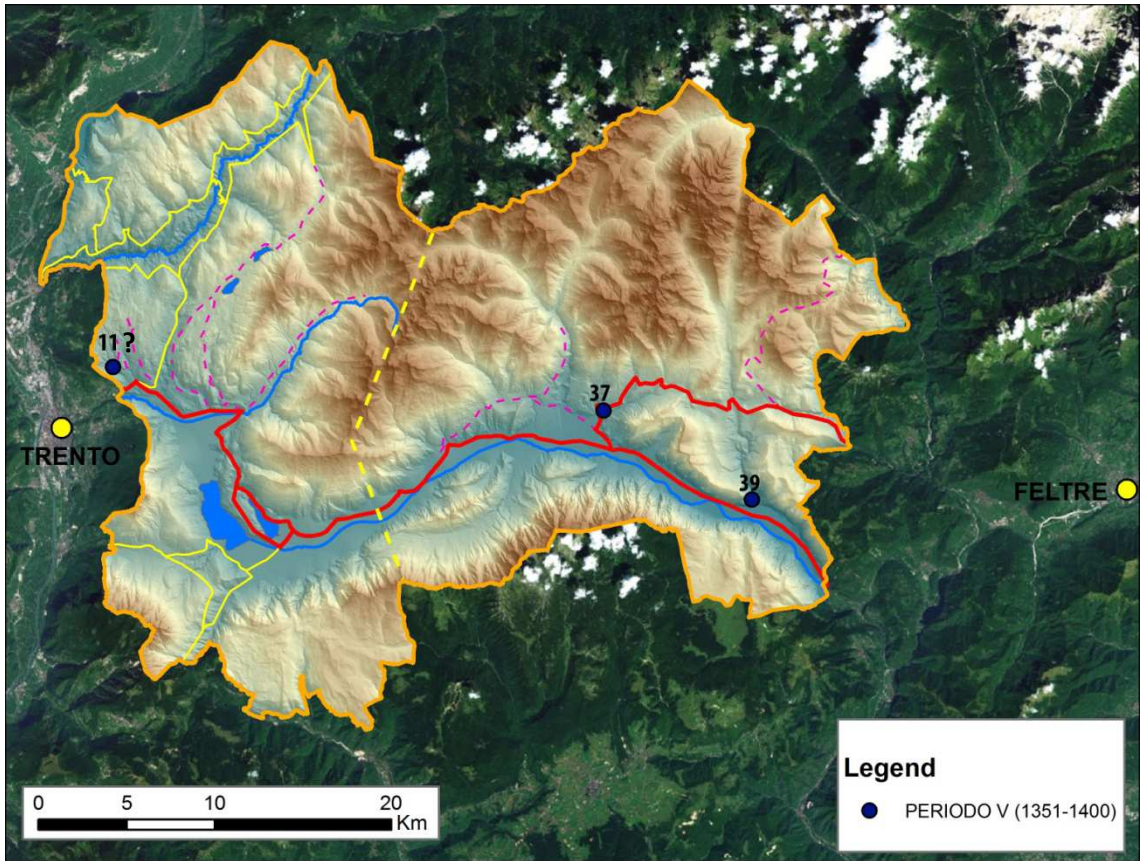 11?
TRENTO
37
39
FELTRE
0 5 10 20
Km
Legend
PERIODO V (1351-1400)